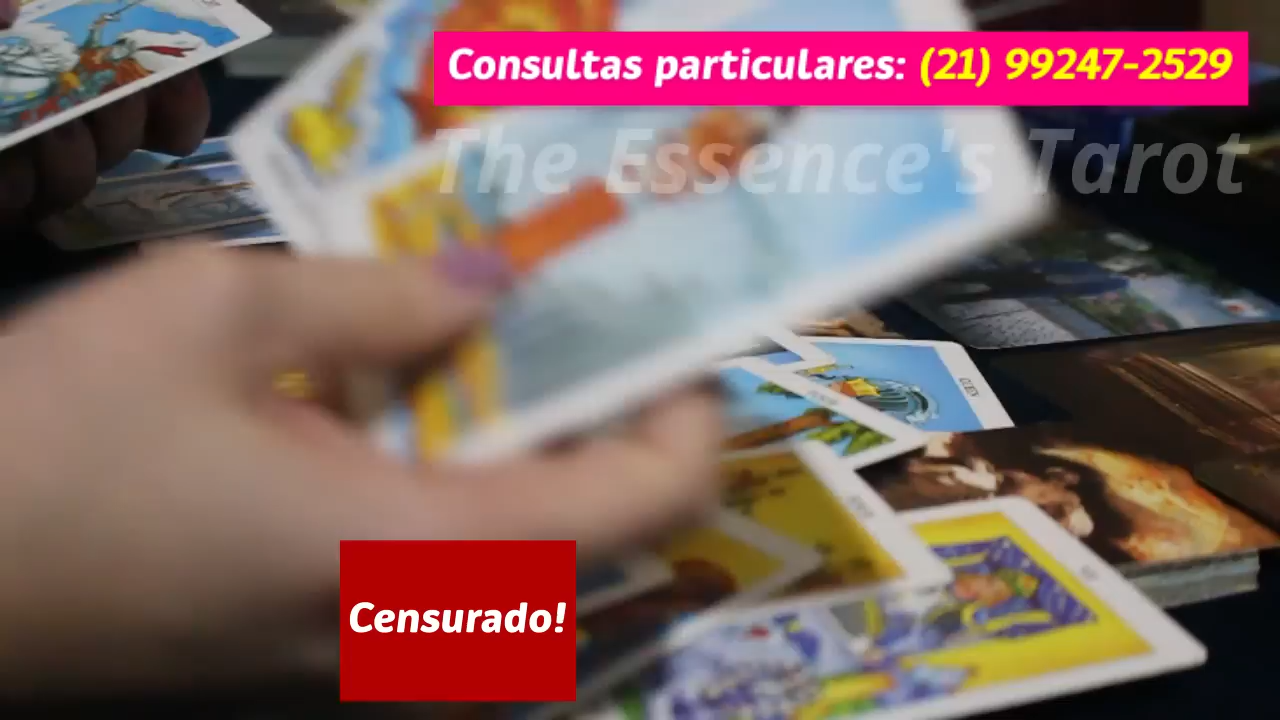 Consultas particulares: (21) 99247-2529
The Essence's Tarot
Censurado!